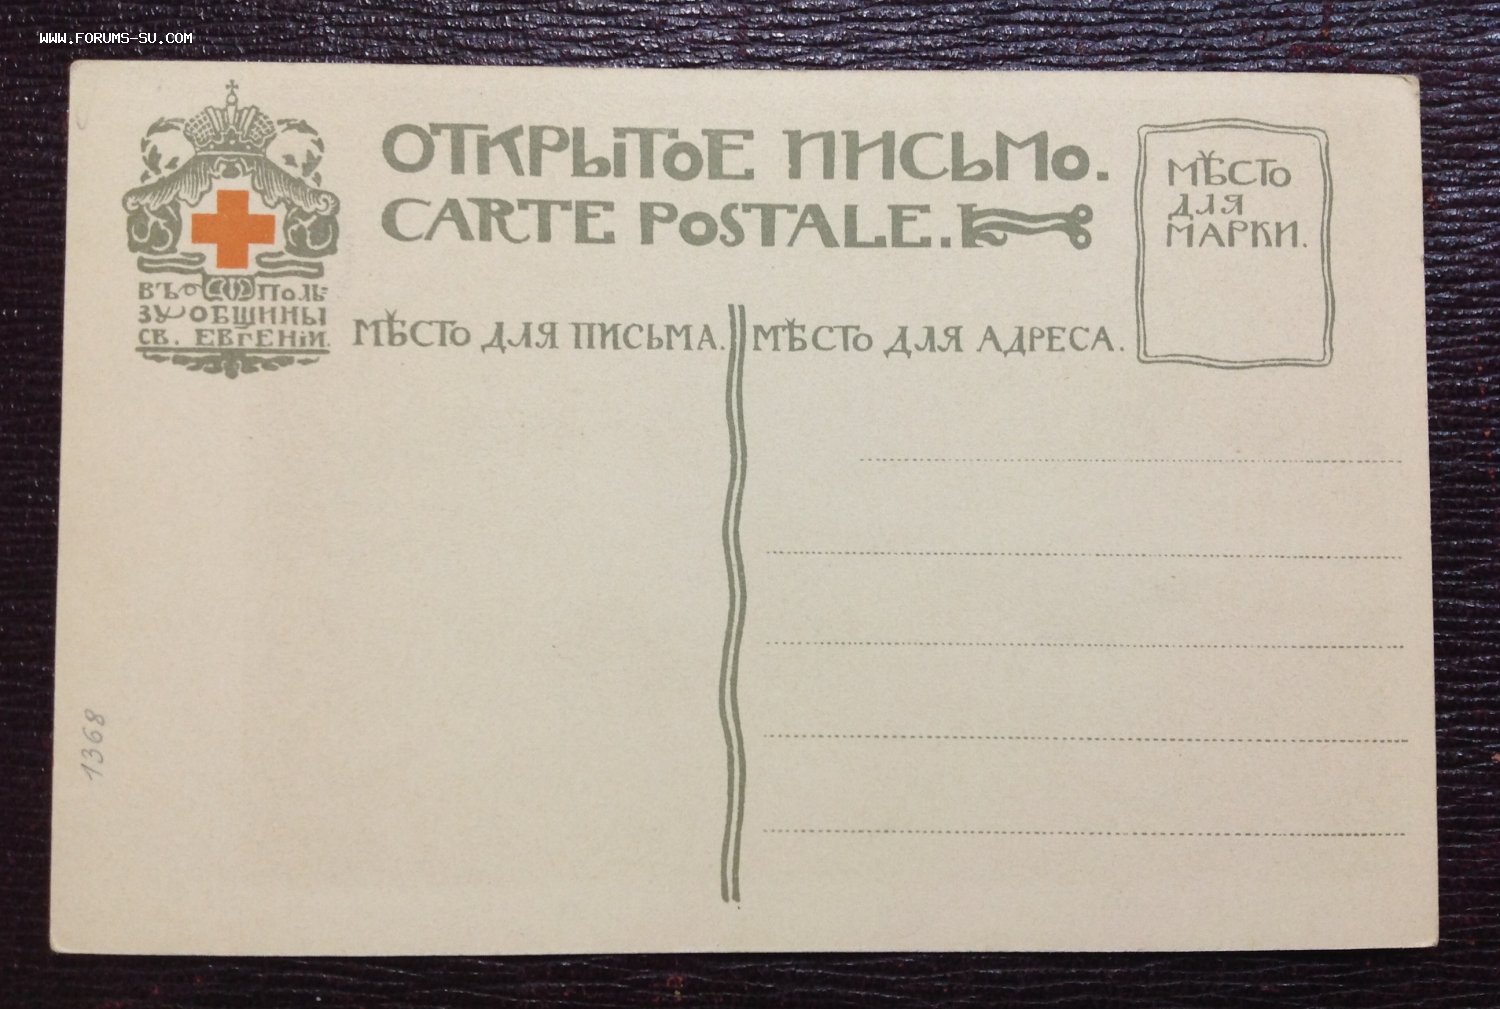 WWW.FORUMS-SU.COM
ОТКРЫТОЕ ПИСЬМО.
CARTE POSTALE.
МѢСТО
ДЛЯ
МАРКИ.
ВЪ ПОЛЬ-
ЗУ ОБЩИНЫ
СВ. ЕВГЕНІИ.
МѢСТО ДЛЯ ПИСЬМА.
МѢСТО ДЛЯ АДРЕСА.
1368